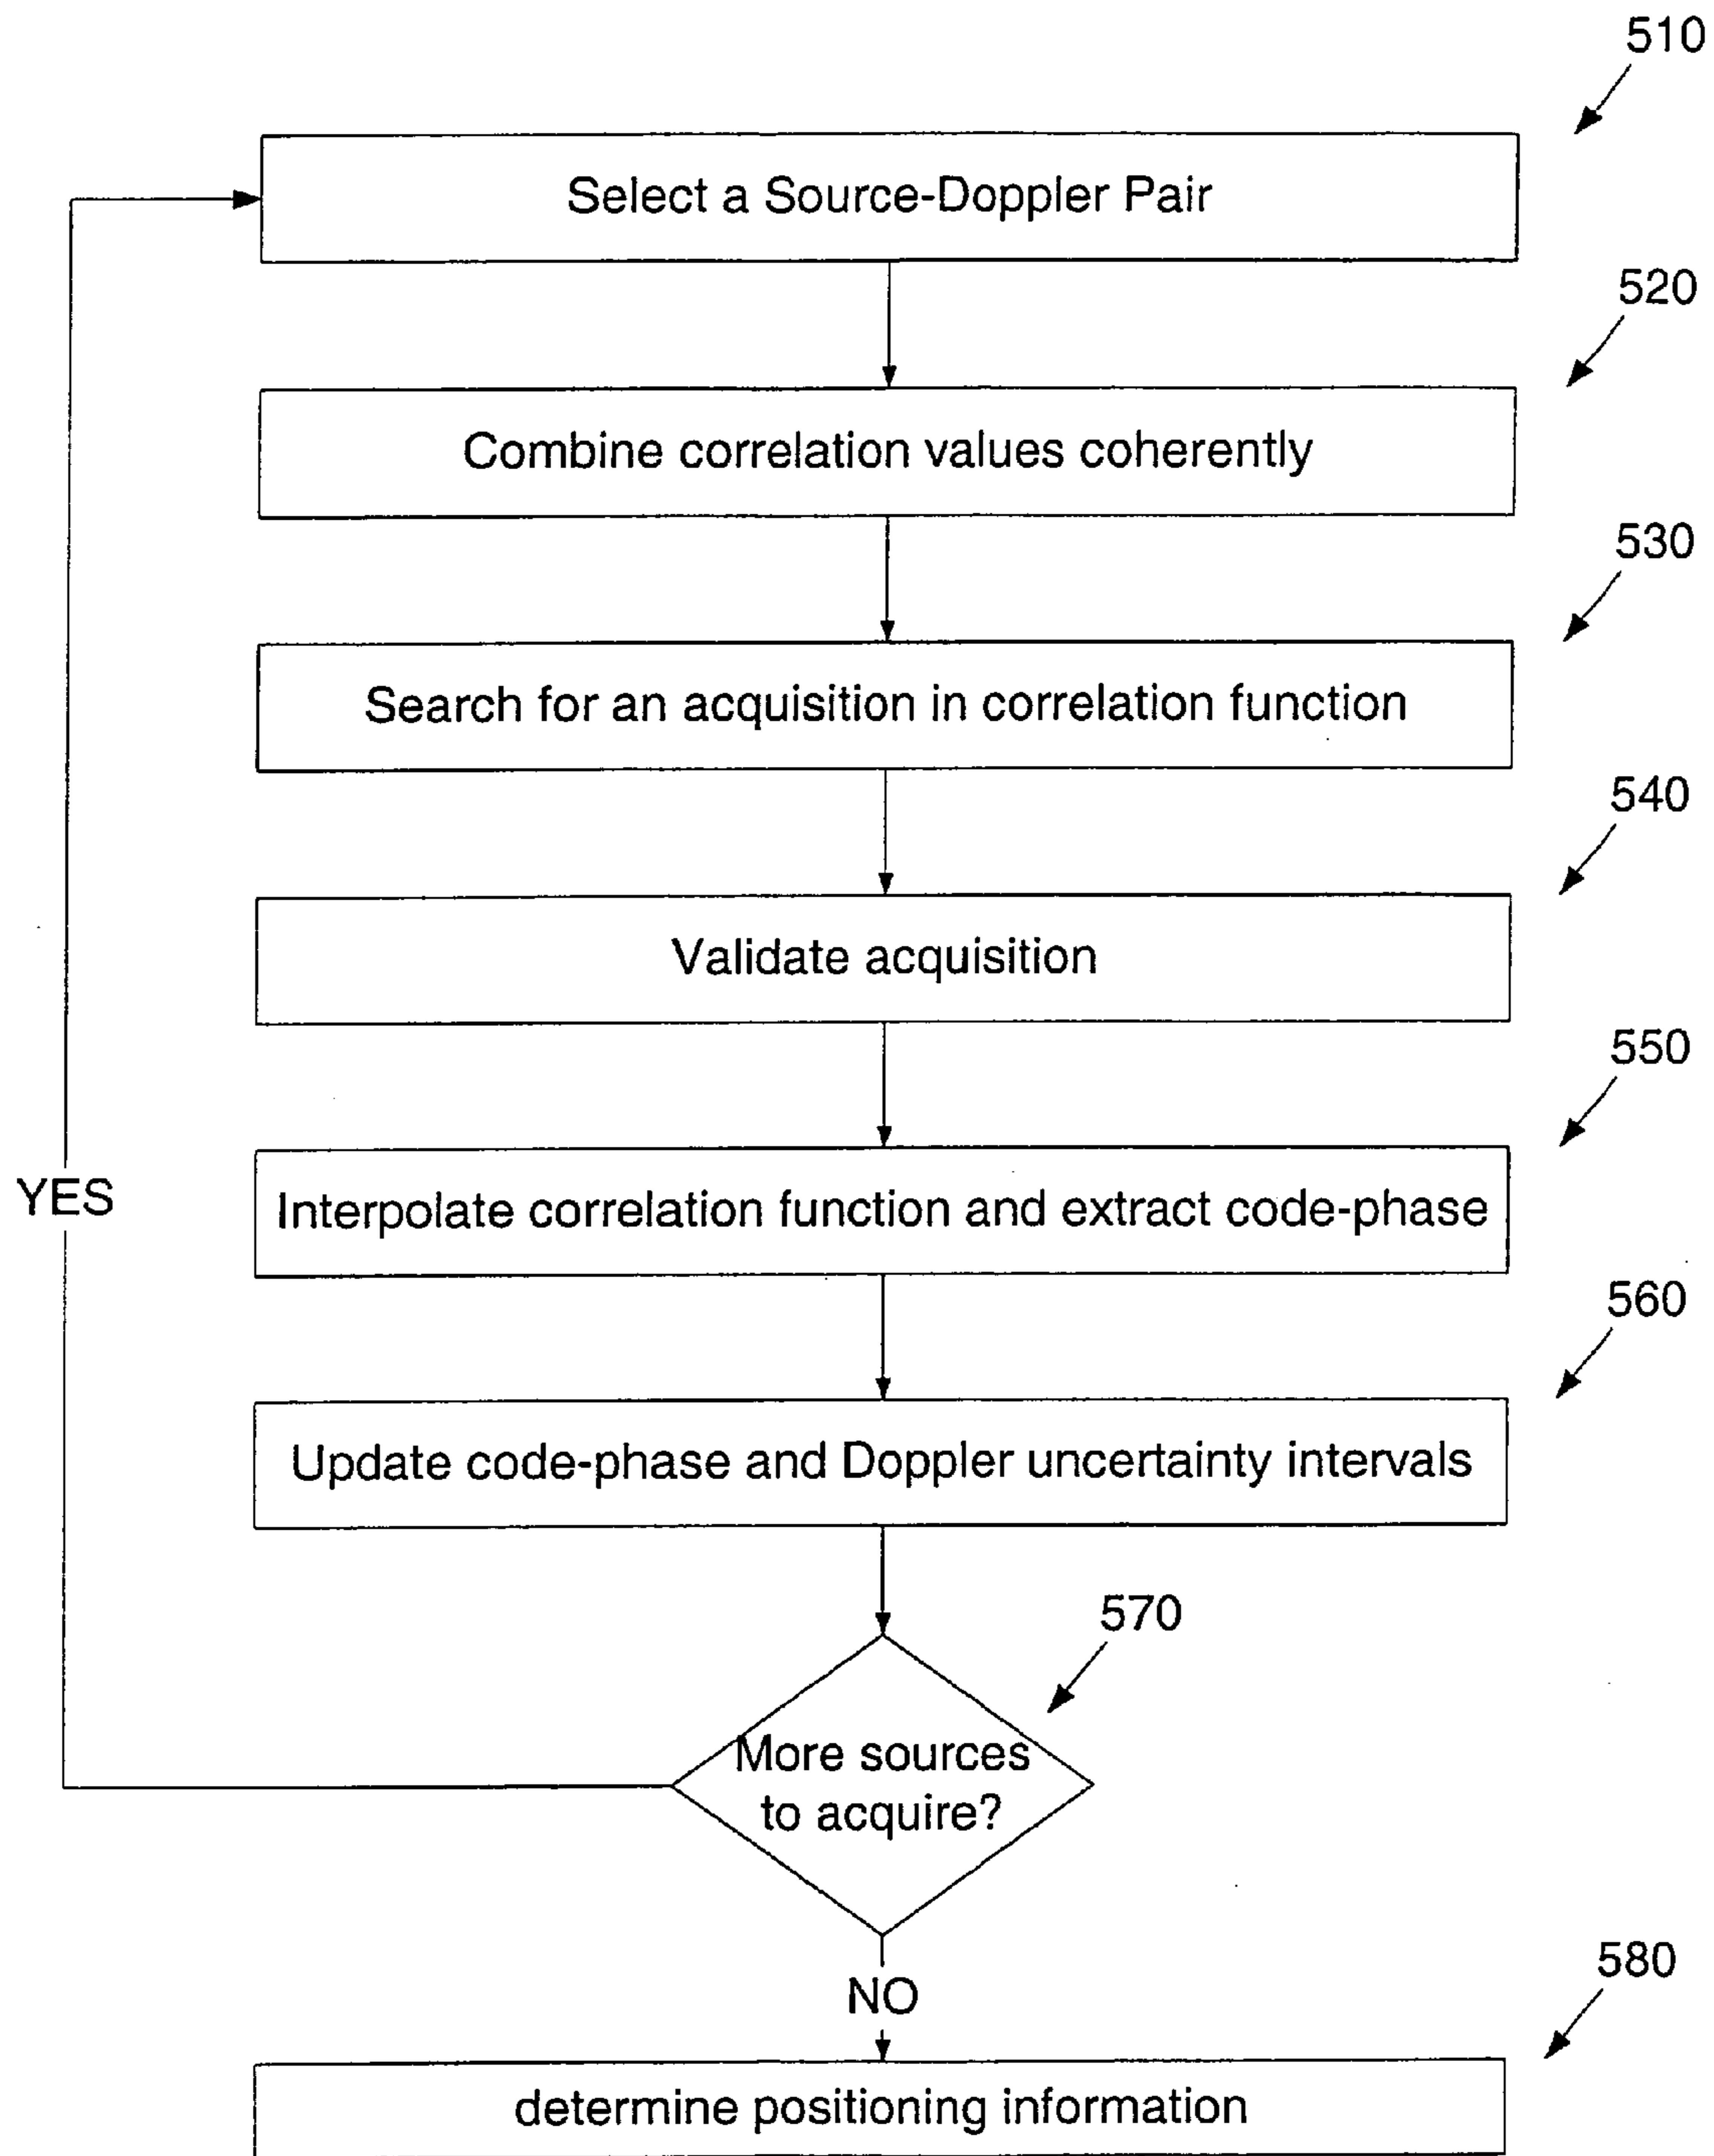 510
Select a Source-Doppler Pair
520
Combine correlation values coherently
530
Search for an acquisition in correlation function
540
Validate acquisition
550
YES
Interpolate correlation function and extract code-phase
560
Update code-phase and Doppler uncertainty intervals
570
More sources
to acquire?
580
NO
determine positioning information